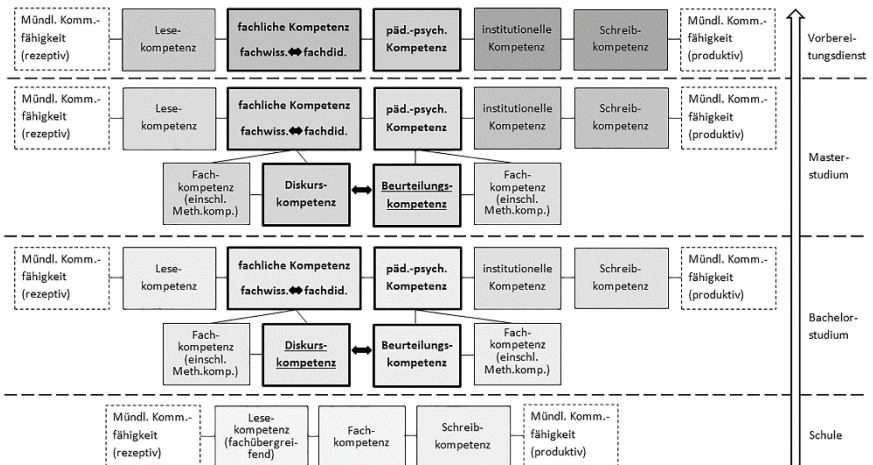 Mündl. Komm.-
fähigkeit
(rezeptiv)
Lese-
kompetenz
fachliche Kompetenz
fachwiss.⬌fachdid.
päd.-psych.
Kompetenz
institutionelle
Kompetenz
Schreib-
kompetenz
Mündl. Komm.-
fähigkeit
(produktiv)
Vorberei-
tungsdienst
Mündl. Komm.-
fähigkeit
(rezeptiv)
Lese-
kompetenz
fachliche Kompetenz
fachwiss.⬌fachdid.
päd.-psych.
Kompetenz
institutionelle
Kompetenz
Schreib-
kompetenz
Mündl. Komm.-
fähigkeit
(produktiv)
Fach-
kompetenz
(einschl.
Meth.komp.)
Diskurs-
kompetenz
Beurteilungs-
kompetenz
Fach-
kompetenz
(einschl.
Meth.komp.)
Master-
studium
Mündl. Komm.-
fähigkeit
(rezeptiv)
Lese-
kompetenz
fachliche Kompetenz
fachwiss.⬌fachdid.
päd.-psych.
Kompetenz
institutionelle
Kompetenz
Schreib-
kompetenz
Mündl. Komm.-
fähigkeit
(produktiv)
Fach-
kompetenz
(einschl.
Meth.komp.)
Diskurs-
kompetenz
Beurteilungs-
kompetenz
Fach-
kompetenz
(einschl.
Meth.komp.)
Bachelor-
studium
Mündl. Komm.-
fähigkeit
(rezeptiv)
Lese-
kompetenz
(fachübergrei-
fend)
Fach-
kompetenz
Schreib-
kompetenz
Mündl. Komm.-
fähigkeit
(produktiv)
Schule